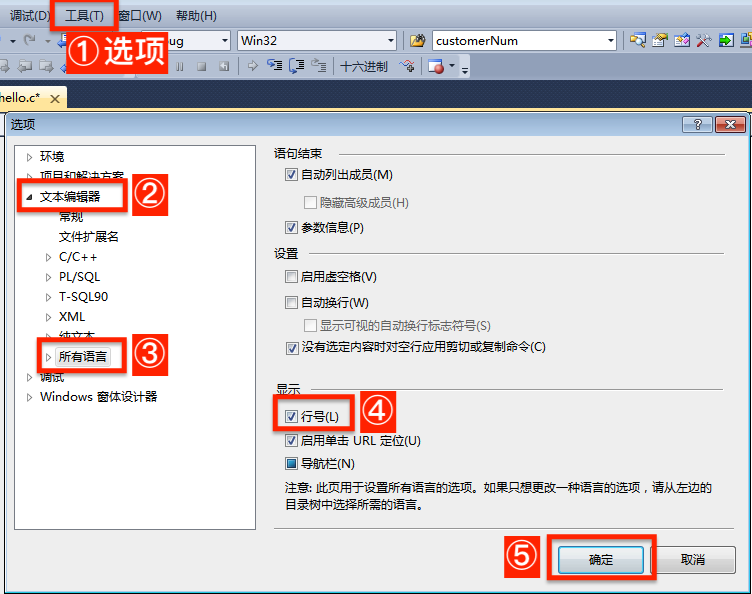 调试(D) 工具(T) 窗口(W) 帮助(H)
①选项
ug Win32 customerNum
十六进制
hello.c*
选项
环境
项目和解决方案
文本编辑器 ②
常规
文件扩展名
C/C++
PL/SQL
T-SQL90
XML
纯文本
所有语言 ③
调试
Windows 窗体设计器
语句结束
自动列出成员(M)
隐藏高级成员(H)
参数信息(P)
设置
启用虚空格(V)
自动换行(W)
显示可视的自动换行标志符号(S)
没有选定内容时对空行应用剪切或复制命令(C)
显示
行号(L) ④
启用单击 URL 定位(U)
导航栏(N)
注意: 此页用于设置所有语言的选项。如果只想更改一种语言的选项，请从左边的
目录树中选择所需的语言。
⑤ 确定 取消